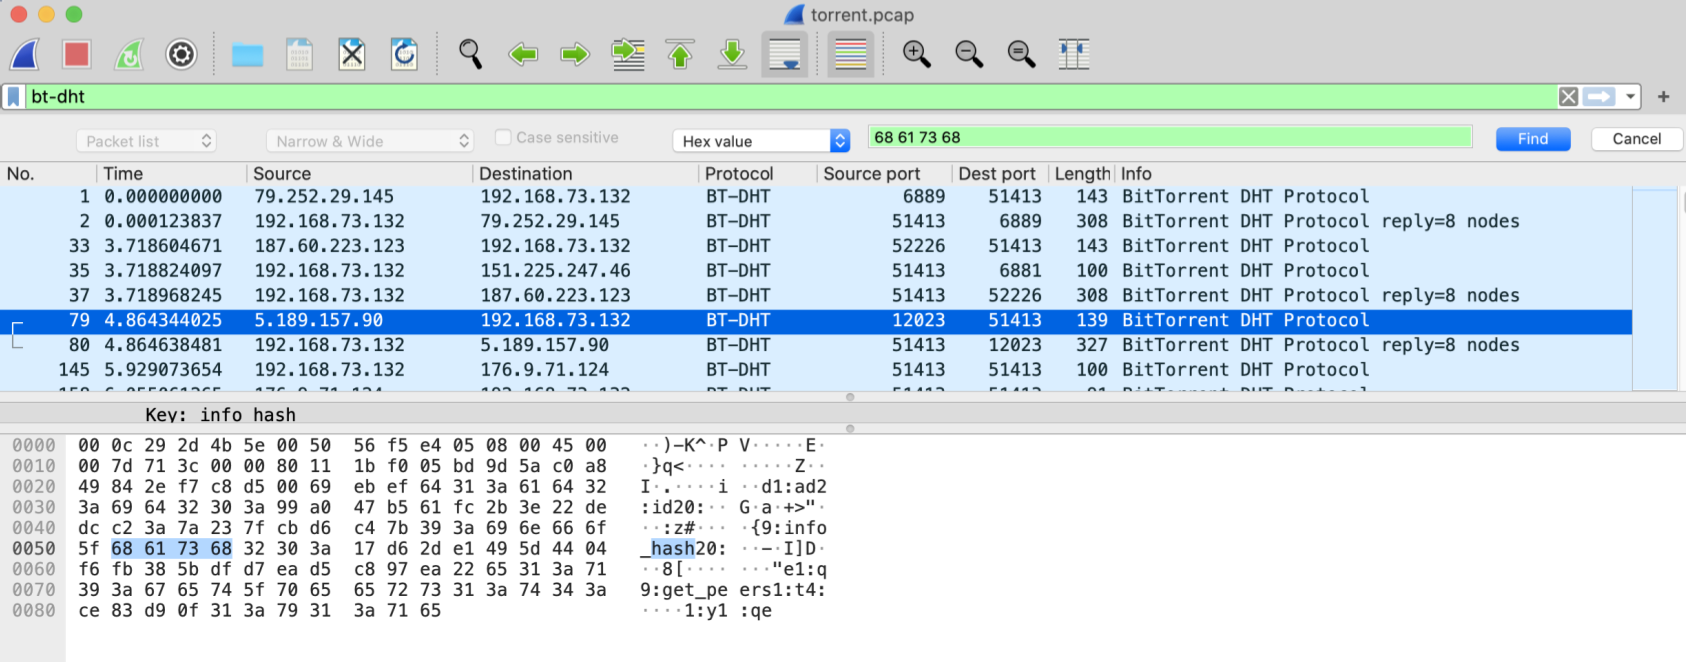 torrent.pcap
bt-dht
Packet list Narrow & Wide Case sensitive Hex value 68 61 73 68 Find Cancel
No. Time Source Destination Protocol Source port Dest port Length Info
1 0.000000000 79.252.29.145 192.168.73.132 BT-DHT 6889 51413 143 BitTorrent DHT Protocol
2 0.000123837 192.168.73.132 79.252.29.145 BT-DHT 51413 6889 308 BitTorrent DHT Protocol reply=8 nodes
33 3.718604671 187.60.223.123 192.168.73.132 BT-DHT 52226 51413 143 BitTorrent DHT Protocol
35 3.718824097 192.168.73.132 151.225.247.46 BT-DHT 51413 6881 100 BitTorrent DHT Protocol
37 3.718968245 192.168.73.132 187.60.223.123 BT-DHT 51413 52226 308 BitTorrent DHT Protocol reply=8 nodes
79 4.864344025 5.189.157.90 192.168.73.132 BT-DHT 12023 51413 139 BitTorrent DHT Protocol
80 4.864638481 192.168.73.132 5.189.157.90 BT-DHT 51413 12023 327 BitTorrent DHT Protocol reply=8 nodes
145 5.929073654 192.168.73.132 176.9.71.124 BT-DHT 51413 51413 100 BitTorrent DHT Protocol
Key: info hash
0000 00 0c 29 2d 4b 5e 00 50 56 f5 e4 05 08 00 45 00 ··)-K^·P V·····E·
0010 00 7d 71 3c 00 00 80 11 1b f0 05 bd 9d 5a c0 a8 ·}q<···· ·····Z··
0020 49 84 2e f7 c8 d5 00 69 eb ef 64 31 3a 61 64 32 I·.····i ··d1:ad2
0030 3a 69 64 32 30 3a 99 a0 47 b5 61 fc 2b 3e 22 de :id20:·· G·a·+>"·
0040 dc c2 3a 7a 23 7f cb d6 c4 7b 39 3a 69 6e 66 6f ··:z#··· ·{9:info
0050 5f 68 61 73 68 32 30 3a 17 d6 2d e1 49 5d 44 04 _hash20: ··-·I]D·
0060 f6 fb 38 5b df d7 ea d5 c8 97 ea 22 65 31 3a 71 ··8[···· ···"e1:q
0070 39 3a 67 65 74 5f 70 65 65 72 73 31 3a 74 34 3a 9:get_pe ers1:t4:
0080 ce 83 d9 0f 31 3a 79 31 3a 71 65 ····1:y1 :qe